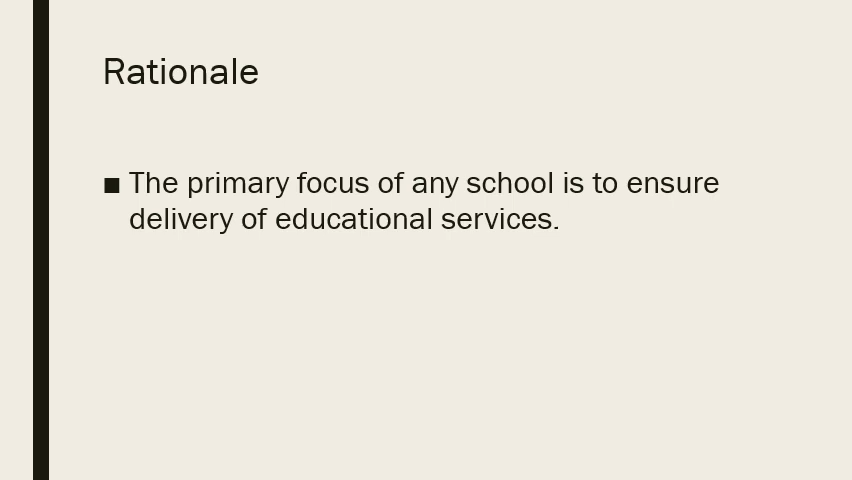 Rationale
■ The primary focus of any school is to ensure
delivery of educational services.